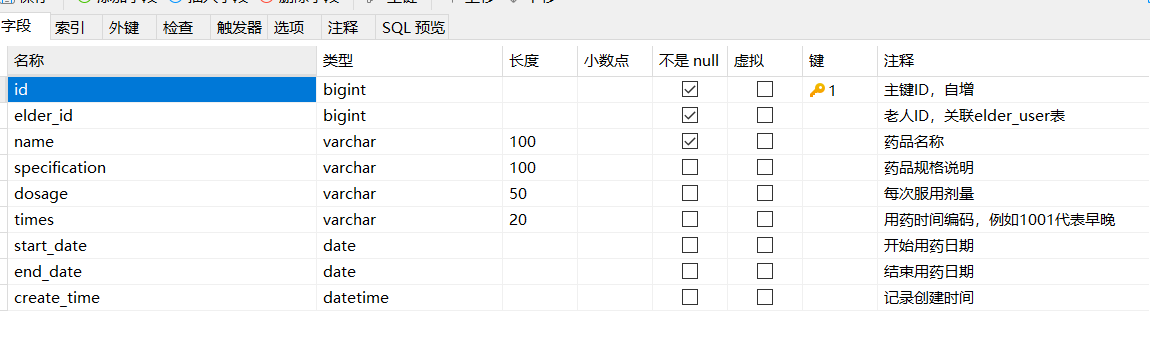 字段 索引 外键 检查 触发器 选项 注释 SQL 预览
名称 类型 长度 小数点 不是 null 虚拟 键 注释
id bigint 1 主键ID，自增
elder_id bigint 老人ID，关联elder_user表
name varchar 100 药品名称
specification varchar 100 药品规格说明
dosage varchar 50 每次服用剂量
times varchar 20 用药时间编码，例如1001代表早晚
start_date date 开始用药日期
end_date date 结束用药日期
create_time datetime 记录创建时间